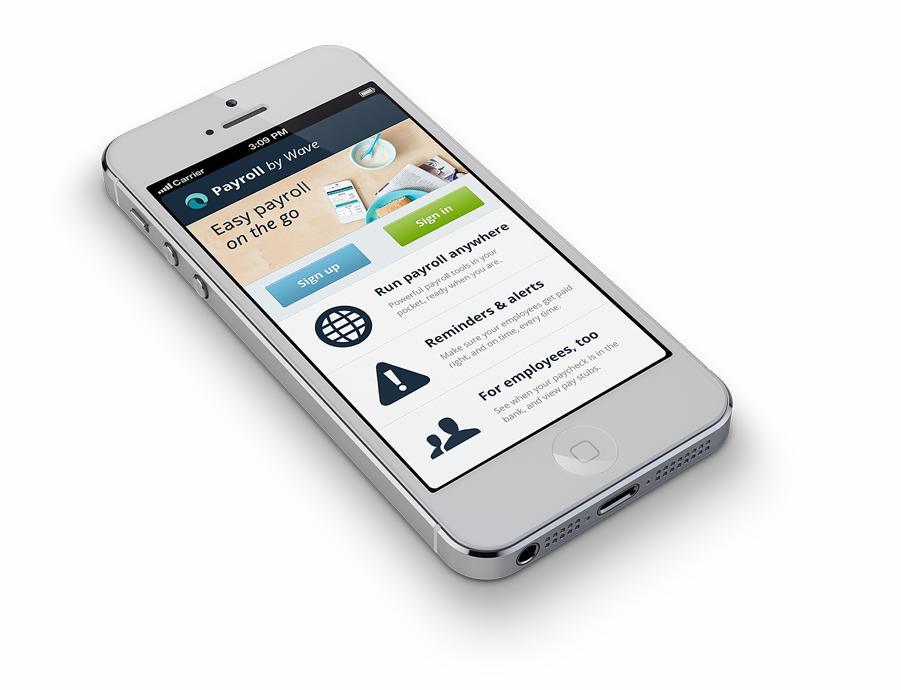 Carrier 3:09 PM
Payroll by Wave
Easy payroll
on the go
Sign up
Sign in
Run payroll anywhere
Powerful payroll tools in your
pocket, ready when you are.
Reminders & alerts
Make sure your employees get paid
right, and on time, every time.
For employees, too
See when your paycheck is in the
bank, and view pay stubs.